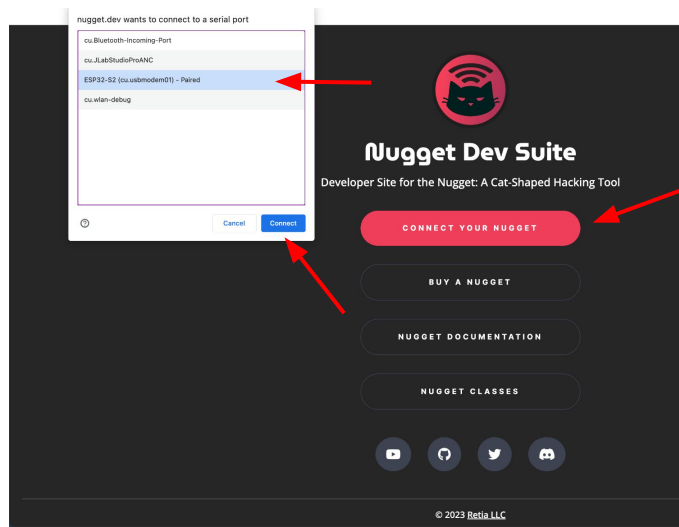 nugget.dev wants to connect to a serial port
cu.Bluetooth-Incoming-Port
cu.JLabStudioProANC
ESP32-S2 (cu.usbmodem01) – Paired
cu.wlan-debug
Cancel
Connect
Nugget Dev Suite
Developer Site for the Nugget: A Cat-Shaped Hacking Tool
CONNECT YOUR NUGGET
BUY A NUGGET
NUGGET DOCUMENTATION
NUGGET CLASSES
© 2023 Retia LLC